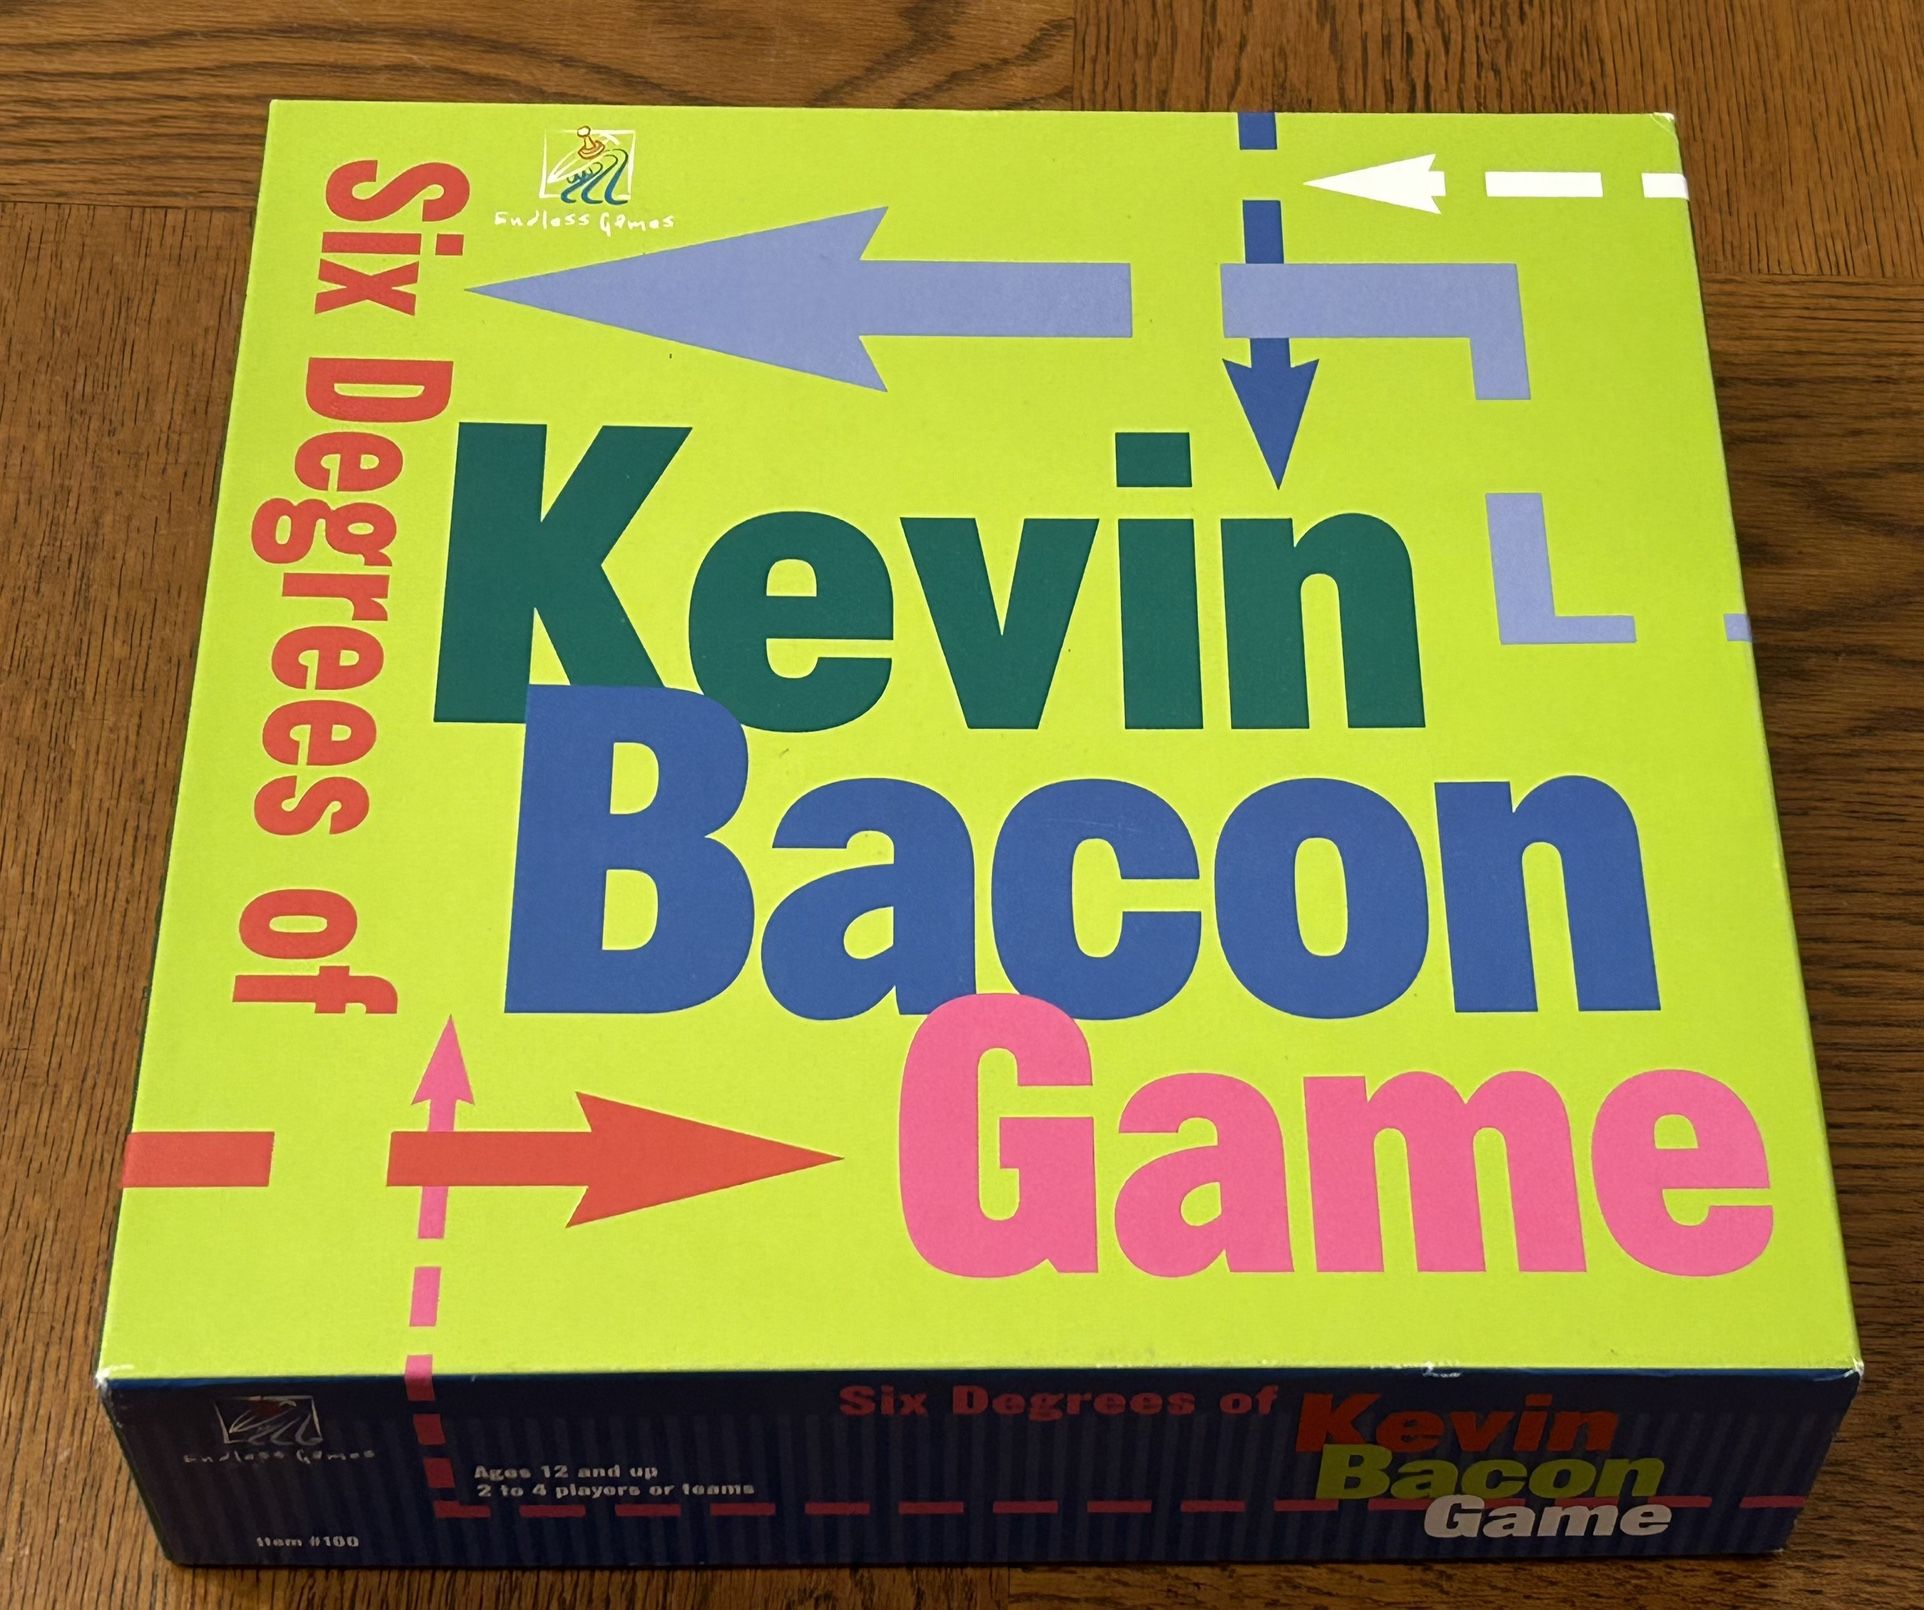 Endless Games
Six Degrees of
Kevin
Bacon
Game
Endless Games
Six Degrees of
Kevin
Bacon
Game
Ages 12 and up
2 to 4 players or teams
Item #100